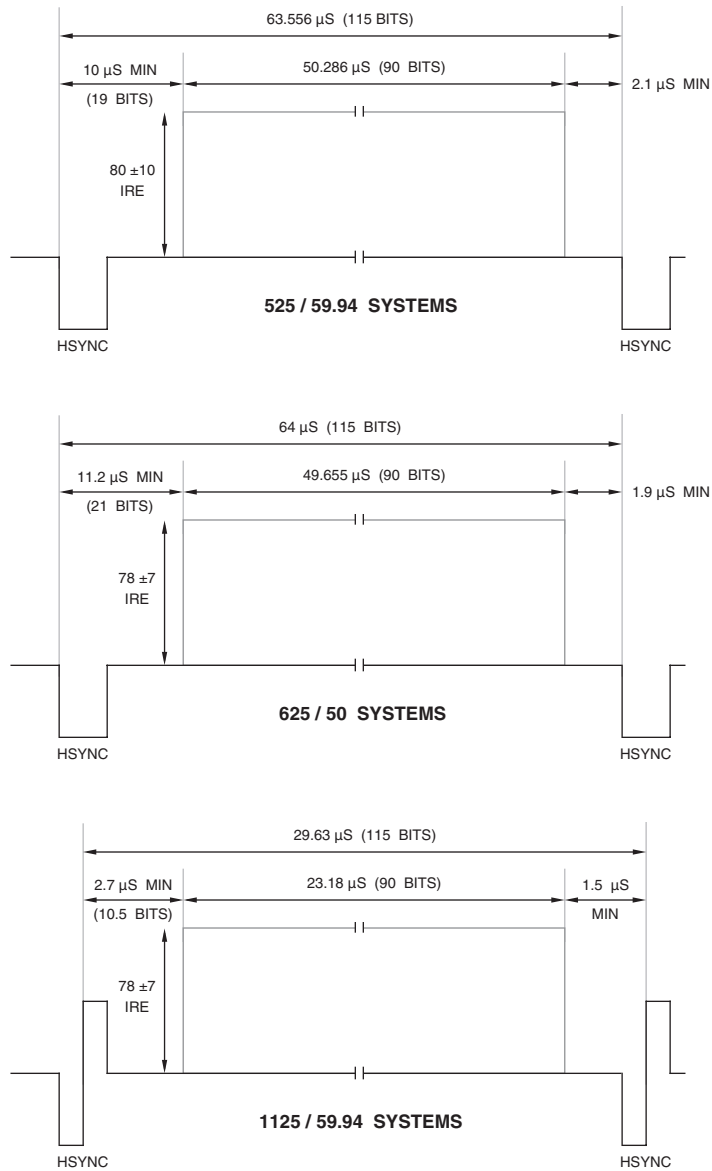 63.556 µS (115 BITS)
10 µS MIN
(19 BITS)
50.286 µS (90 BITS)
2.1 µS MIN
80 ±10
IRE
525 / 59.94 SYSTEMS
HSYNC
HSYNC
64 µS (115 BITS)
11.2 µS MIN
(21 BITS)
49.655 µS (90 BITS)
1.9 µS MIN
78 ±7
IRE
625 / 50 SYSTEMS
HSYNC
HSYNC
29.63 µS (115 BITS)
2.7 µS MIN
(10.5 BITS)
23.18 µS (90 BITS)
1.5 µS
MIN
78 ±7
IRE
1125 / 59.94 SYSTEMS
HSYNC
HSYNC